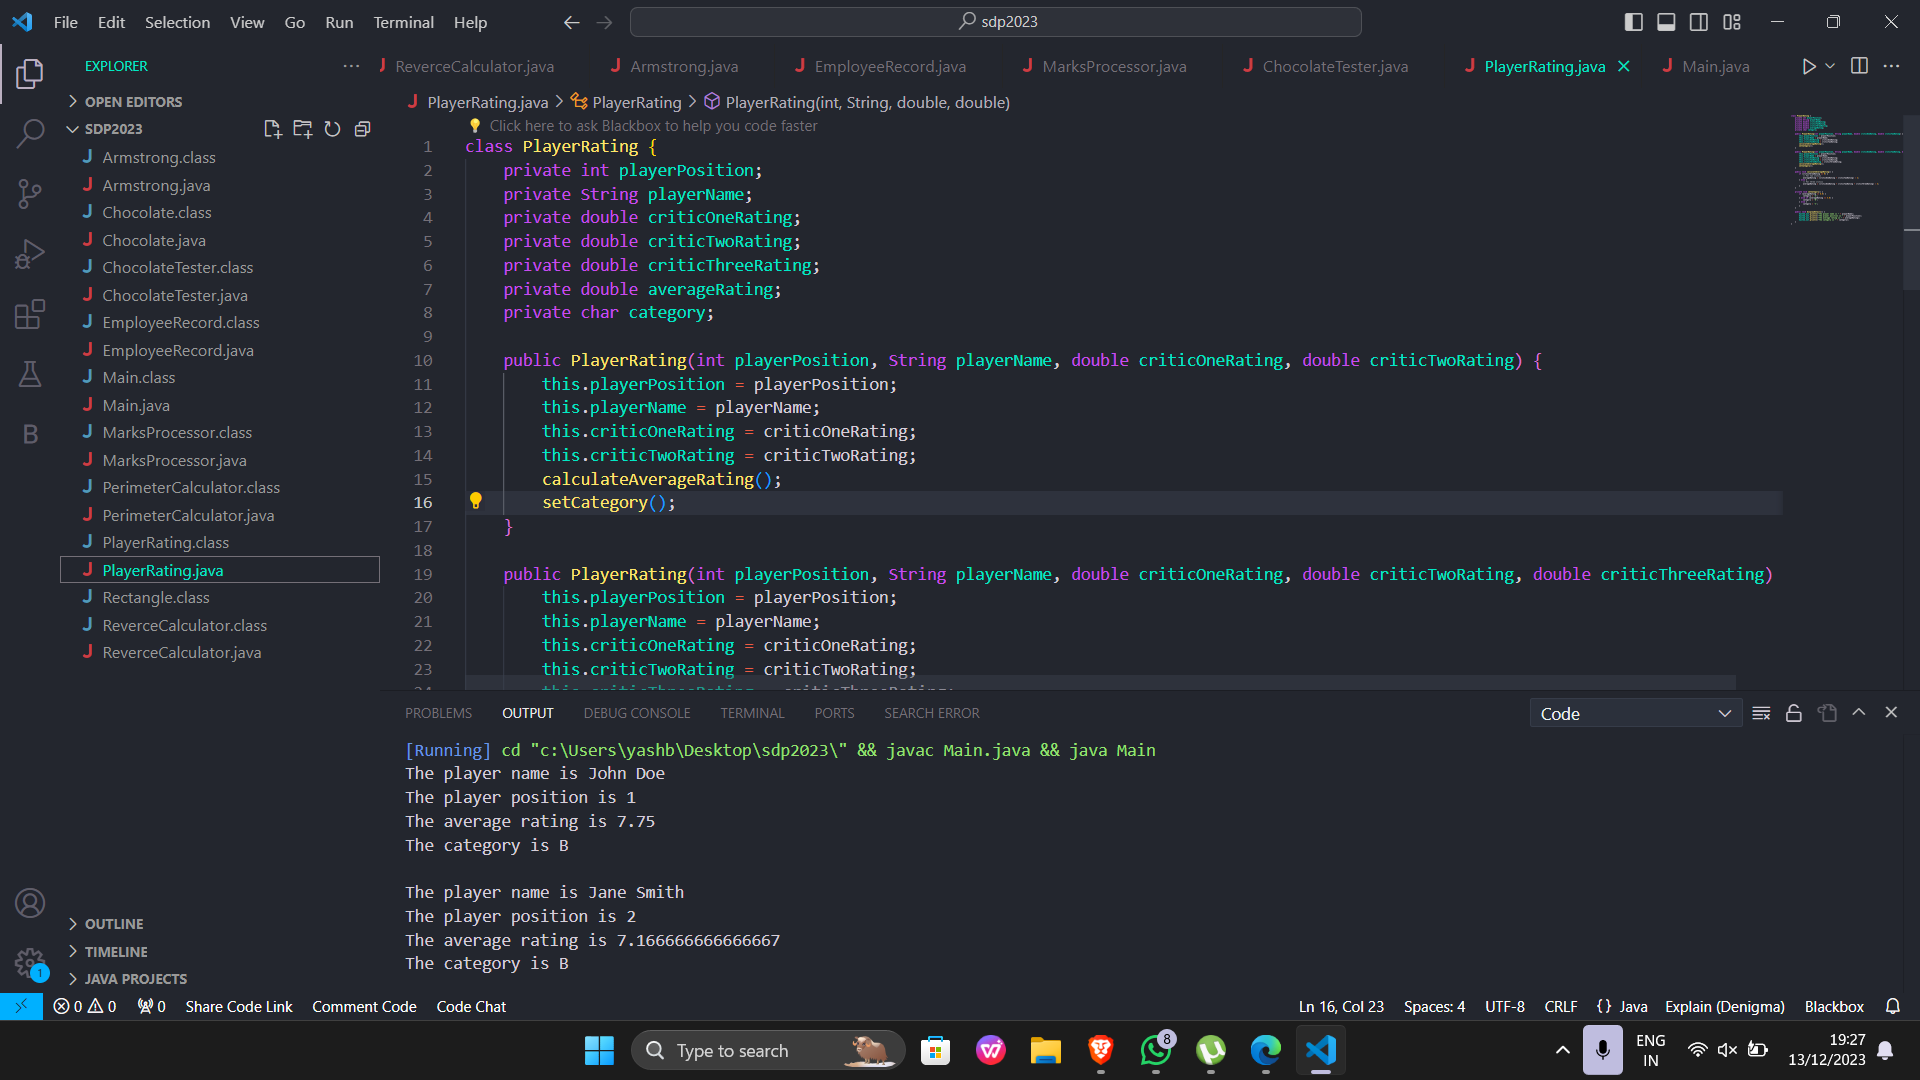 File Edit Selection View Go Run Terminal Help
sdp2023
EXPLORER
ReverceCalculator.java Armstrong.java EmployeeRecord.java MarksProcessor.java ChocolateTester.java PlayerRating.java Main.java
OPEN EDITORS
SDP2023
Armstrong.class
Armstrong.java
Chocolate.class
Chocolate.java
ChocolateTester.class
ChocolateTester.java
EmployeeRecord.class
EmployeeRecord.java
Main.class
Main.java
MarksProcessor.class
MarksProcessor.java
PerimeterCalculator.class
PerimeterCalculator.java
PlayerRating.class
PlayerRating.java
Rectangle.class
ReverceCalculator.class
ReverceCalculator.java
OUTLINE
TIMELINE
JAVA PROJECTS
PlayerRating.java > PlayerRating > PlayerRating(int, String, double, double)
Click here to ask Blackbox to help you code faster
1 class PlayerRating {
2 private int playerPosition;
3 private String playerName;
4 private double criticOneRating;
5 private double criticTwoRating;
6 private double criticThreeRating;
7 private double averageRating;
8 private char category;
9
10 public PlayerRating(int playerPosition, String playerName, double criticOneRating, double criticTwoRating) {
11 this.playerPosition = playerPosition;
12 this.playerName = playerName;
13 this.criticOneRating = criticOneRating;
14 this.criticTwoRating = criticTwoRating;
15 calculateAverageRating();
16 setCategory();
17 }
18
19 public PlayerRating(int playerPosition, String playerName, double criticOneRating, double criticTwoRating, double criticThreeRating)
20 this.playerPosition = playerPosition;
21 this.playerName = playerName;
22 this.criticOneRating = criticOneRating;
23 this.criticTwoRating = criticTwoRating;
24 this.criticThreeRating = criticThreeRating;
PROBLEMS OUTPUT DEBUG CONSOLE TERMINAL PORTS SEARCH ERROR
Code
[Running] cd "c:\Users\yashb\Desktop\sdp2023\" && javac Main.java && java Main
The player name is John Doe
The player position is 1
The average rating is 7.75
The category is B
The player name is Jane Smith
The player position is 2
The average rating is 7.166666666666667
The category is B
1
0 0 0 Share Code Link Comment Code Code Chat
Ln 16, Col 23 Spaces: 4 UTF-8 CRLF {} Java Explain (Denigma) Blackbox
Type to search
8
ENG
IN
19:27
13/12/2023